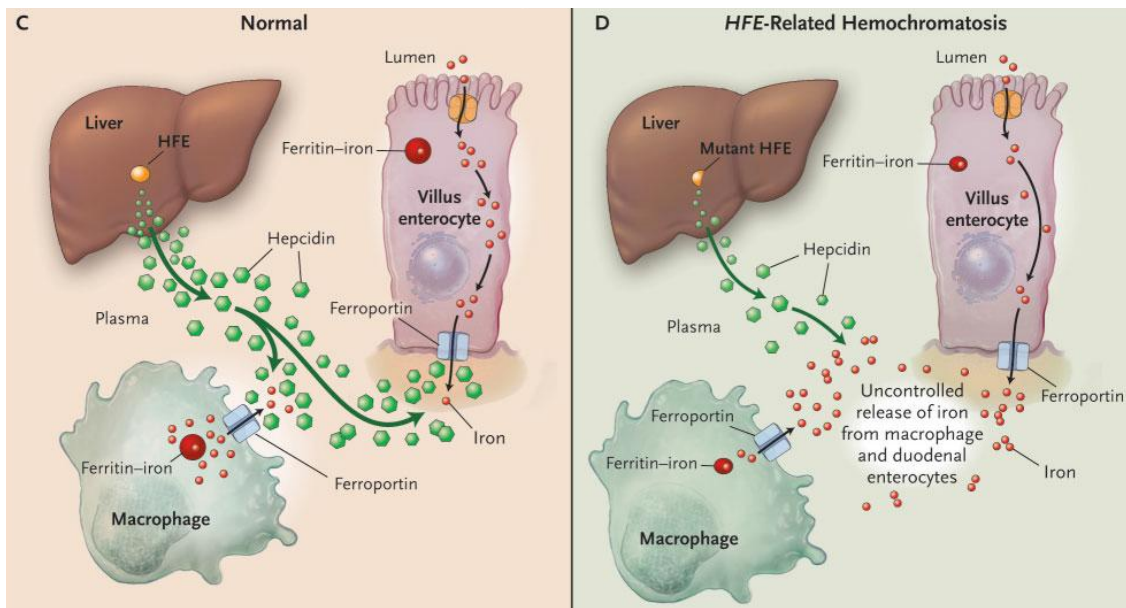 C
Normal
Lumen
Liver
HFE
Ferritin–iron
Villus
enterocyte
Hepcidin
Ferroportin
Plasma
Iron
Ferritin–iron
Ferroportin
Macrophage
D
HFE-Related Hemochromatosis
Lumen
Liver
Mutant HFE
Ferritin–iron
Villus
enterocyte
Hepcidin
Plasma
Ferroportin
Uncontrolled
release of iron
from macrophage
and duodenal
enterocytes
Ferroportin
Ferritin–iron
Iron
Macrophage